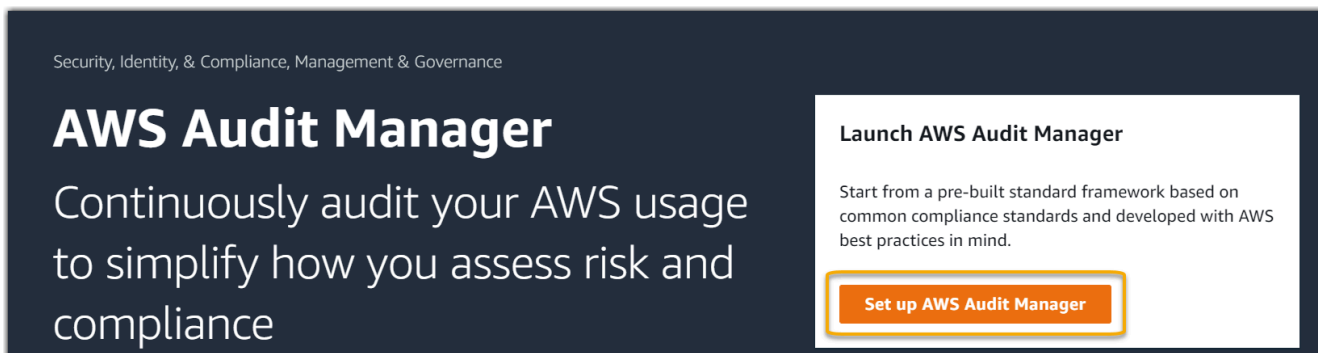 Security, Identity, & Compliance, Management & Governance
AWS Audit Manager
Continuously audit your AWS usage
to simplify how you assess risk and
compliance
Launch AWS Audit Manager
Start from a pre-built standard framework based on
common compliance standards and developed with AWS
best practices in mind.
Set up AWS Audit Manager